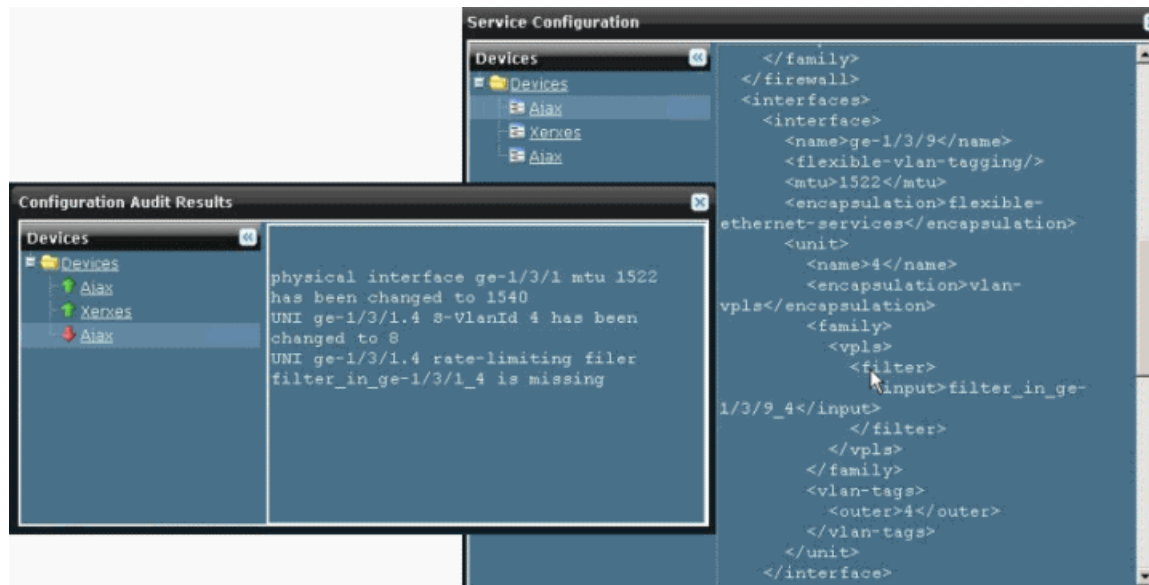 Service Configuration
Devices
Devices
Ajax
Xerxes
Ajax
</family>
</firewall>
<interfaces>
<interface>
<name>ge-1/3/9</name>
<flexible-vlan-tagging/>
<mtu>1522</mtu>
<encapsulation>flexible-
ethernet-services</encapsulation>
<unit>
<name>4</name>
<encapsulation>vlan-
vpls</encapsulation>
<family>
<vpls>
<filter>
<input>filter_in_ge-
1/3/9_4</input>
</filter>
</vpls>
</family>
<vlan-tags>
<outer>4</outer>
</vlan-tags>
</unit>
</interface>
Configuration Audit Results
Devices
Devices
Ajax
Xerxes
Ajax
physical interface ge-1/3/1 mtu 1522
has been changed to 1540
UNI ge-1/3/1.4 S-VlanId 4 has been
changed to 8
UNI ge-1/3/1.4 rate-limiting filer
filter_in_ge-1/3/1_4 is missing